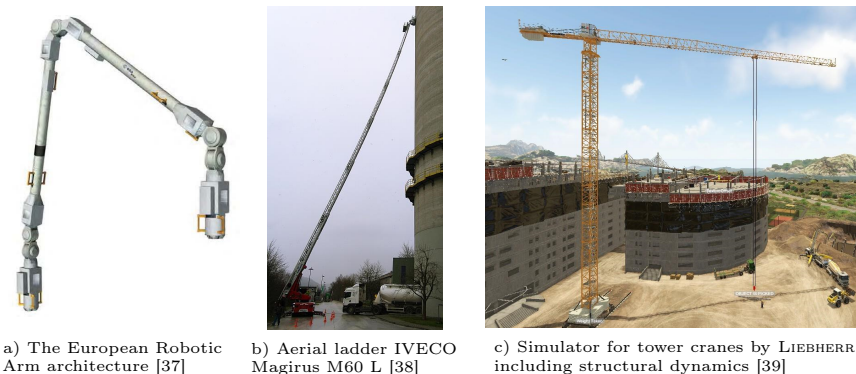 a) The European Robotic
Arm architecture [37]
b) Aerial ladder IVECO
Magirus M60 L [38]
c) Simulator for tower cranes by LIEBHERR
including structural dynamics [39]